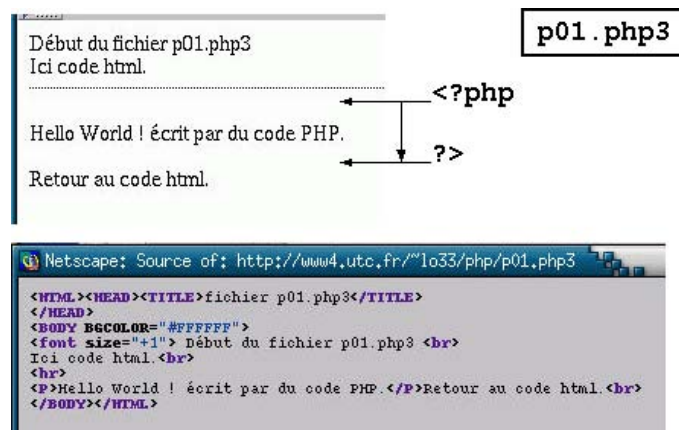 p01.php3
Début du fichier p01.php3
Ici code html.
<?php
Hello World ! écrit par du code PHP.
?>
Retour au code html.
Netscape: Source of: http://www4.utc.fr/~lo33/php/p01.php3
<HTML><HEAD><TITLE>fichier p01.php3</TITLE>
</HEAD>
<BODY BGCOLOR="#FFFFFF">
<font size="+1"> Début du fichier p01.php3 <br>
Ici code html.<br>
<hr>
<P>Hello World ! écrit par du code PHP.</P>Retour au code html.<br>
</BODY></HTML>